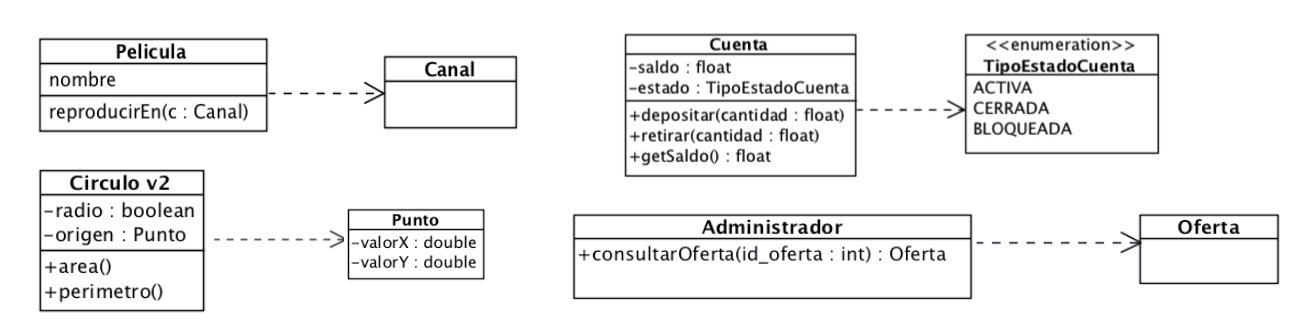 Pelicula
nombre
reproducirEn(c : Canal)
Canal
Cuenta
-saldo : float
-estado : TipoEstadoCuenta
+depositar(cantidad : float)
+retirar(cantidad : float)
+getSaldo() : float
<<enumeration>>
TipoEstadoCuenta
ACTIVA
CERRADA
BLOQUEADA
Circulo v2
-radio : boolean
-origen : Punto
+area()
+perimetro()
Punto
-valorX : double
-valorY : double
Administrador
+consultarOferta(id_oferta : int) : Oferta
Oferta